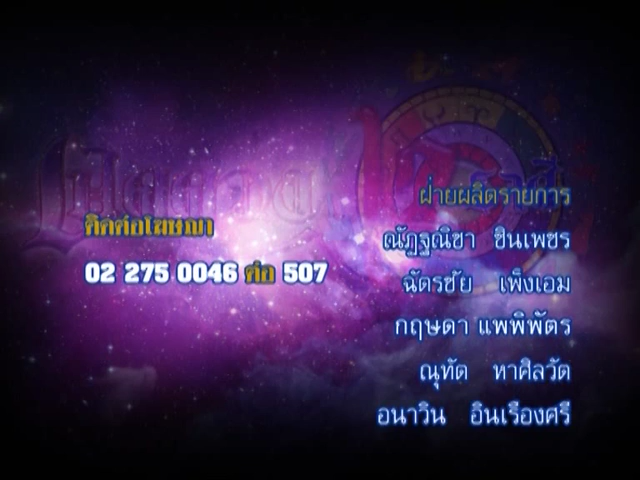 ติดต่อโฆษณา
02 275 0046 ต่อ 507
ฝ่ายผลิตรายการ
ณัฏฐณิชา ชินเพชร
ฉัตรชัย เพ็งเอม
กฤษดา แพพิพัตร
ณุทัด หาศิลวัด
อนาวิน อินเรืองศรี